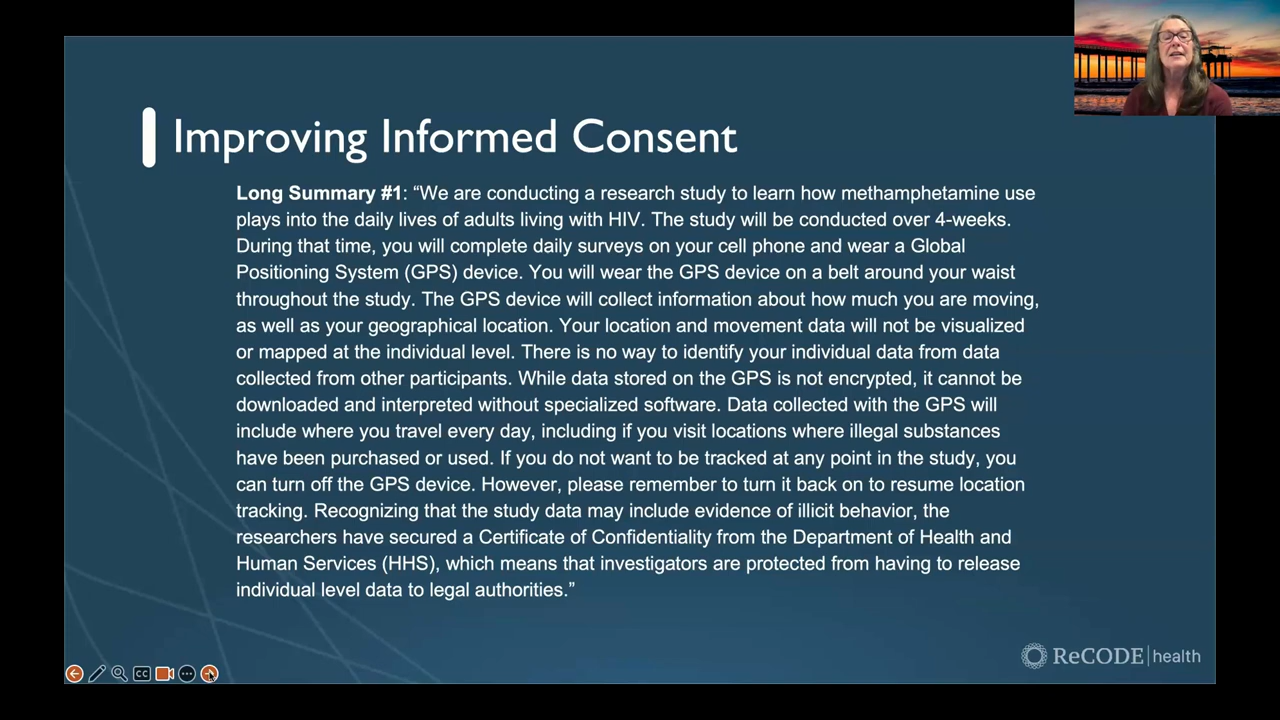 Improving Informed Consent
Long Summary #1: “We are conducting a research study to learn how methamphetamine use
plays into the daily lives of adults living with HIV. The study will be conducted over 4-weeks.
During that time, you will complete daily surveys on your cell phone and wear a Global
Positioning System (GPS) device. You will wear the GPS device on a belt around your waist
throughout the study. The GPS device will collect information about how much you are moving,
as well as your geographical location. Your location and movement data will not be visualized
or mapped at the individual level. There is no way to identify your individual data from data
collected from other participants. While data stored on the GPS is not encrypted, it cannot be
downloaded and interpreted without specialized software. Data collected with the GPS will
include where you travel every day, including if you visit locations where illegal substances
have been purchased or used. If you do not want to be tracked at any point in the study, you
can turn off the GPS device. However, please remember to turn it back on to resume location
tracking. Recognizing that the study data may include evidence of illicit behavior, the
researchers have secured a Certificate of Confidentiality from the Department of Health and
Human Services (HHS), which means that investigators are protected from having to release
individual level data to legal authorities.”
CC
ReCODE health